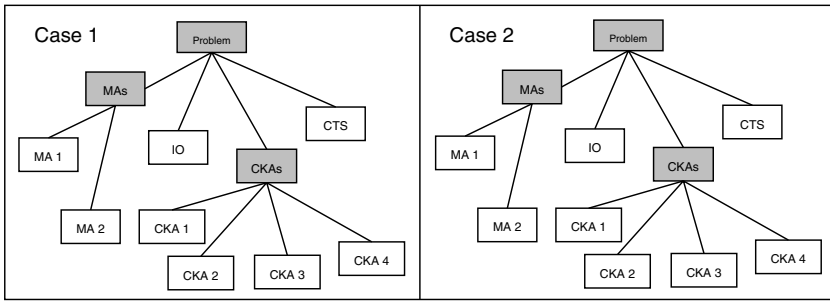 Case 1
Problem
MAs
CTS
MA 1
IO
CKAs
MA 2
CKA 1
CKA 2
CKA 3
CKA 4
Case 2
Problem
MAs
CTS
MA 1
IO
CKAs
MA 2
CKA 1
CKA 2
CKA 3
CKA 4